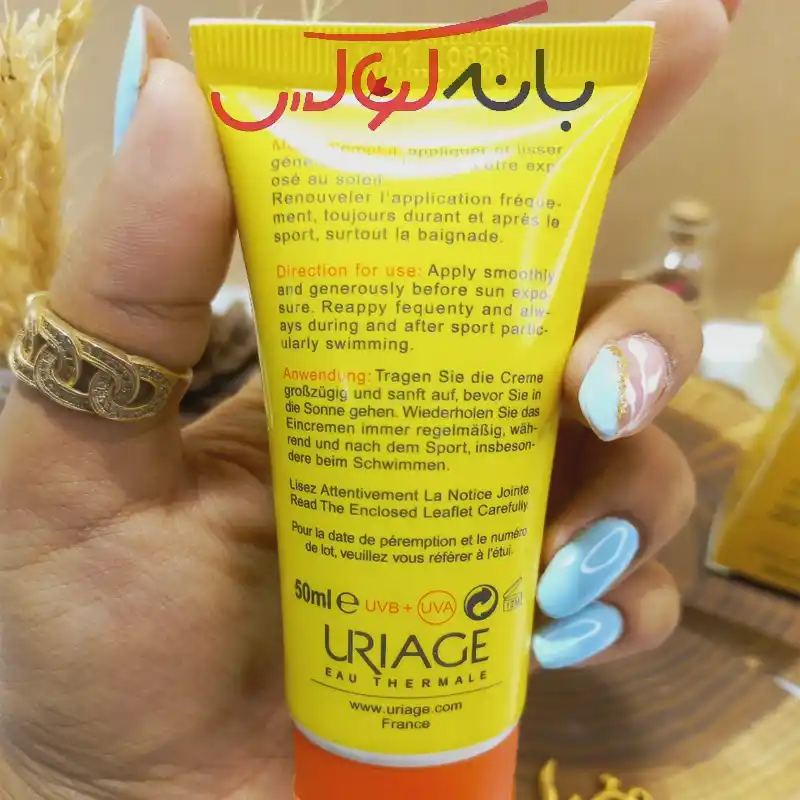 بانه لوکس
appliquer et lisser
osé au soleil.
Renouveler l'application fréque-
ment, toujours durant et après le
sport, surtout la baignade.
Direction for use: Apply smoothly
and generously before sun expo-
sure. Reappy fequenty and alw-
ays during and after sport partic-
ularly swimming.
Anwendung: Tragen Sie die Creme
großzügig und sanft auf, bevor Sie in
die Sonne gehen. Wiederholen Sie das
Eincremen immer regelmäßig, wäh-
rend und nach dem Sport, insbeson-
dere beim Schwimmen.
Lisez Attentivement La Notice Jointe
Read The Enclosed Leaflet Carefully
Pour la date de péremption et le numéro
de lot, veuillez vous référer à l'étui.
50ml e UVB + UVA 12M
URIAGE
EAU THERMALE
www.uriage.com
France